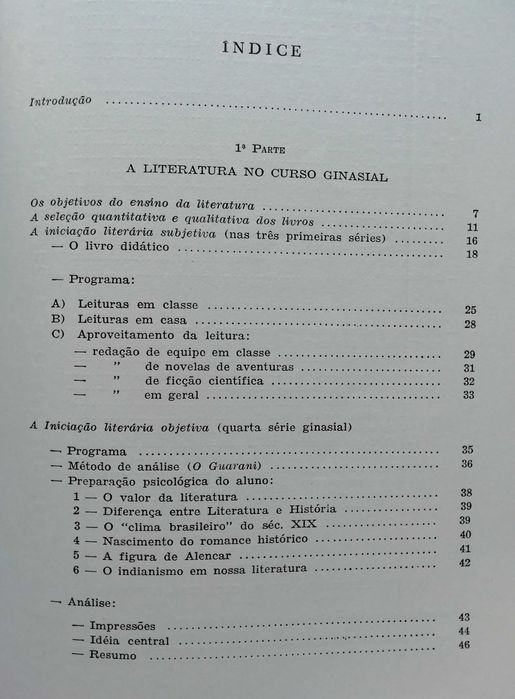 ÍNDICE
Introdução ........ I
1ª PARTE
A LITERATURA NO CURSO GINASIAL
Os objetivos do ensino da literatura ........ 7
A seleção quantitativa e qualitativa dos livros ........ 11
A iniciação literária subjetiva (nas três primeiras séries) ........ 16
— O livro didático ........ 18
— Programa:
A) Leituras em classe ........ 25
B) Leituras em casa ........ 28
C) Aproveitamento da leitura:
— redação de equipe em classe ........ 29
— ” de novelas de aventuras ........ 31
— ” de ficção científica ........ 32
— ” em geral ........ 33
A Iniciação literária objetiva (quarta série ginasial)
— Programa ........ 35
— Método de análise (O Guarani) ........ 36
— Preparação psicológica do aluno:
1 — O valor da literatura ........ 38
2 — Diferença entre Literatura e História ........ 39
3 — O “clima brasileiro” do séc. XIX ........ 39
4 — Nascimento do romance histórico ........ 40
5 — A figura de Alencar ........ 41
6 — O indianismo em nossa literatura ........ 42
— Análise:
— Impressões ........ 43
— Idéia central ........ 44
— Resumo ........ 46